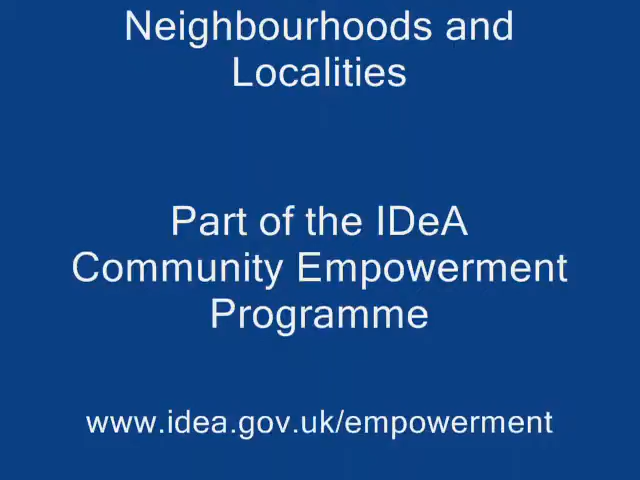 Neighbourhoods and
Localities
Part of the IDeA
Community Empowerment
Programme
www.idea.gov.uk/empowerment